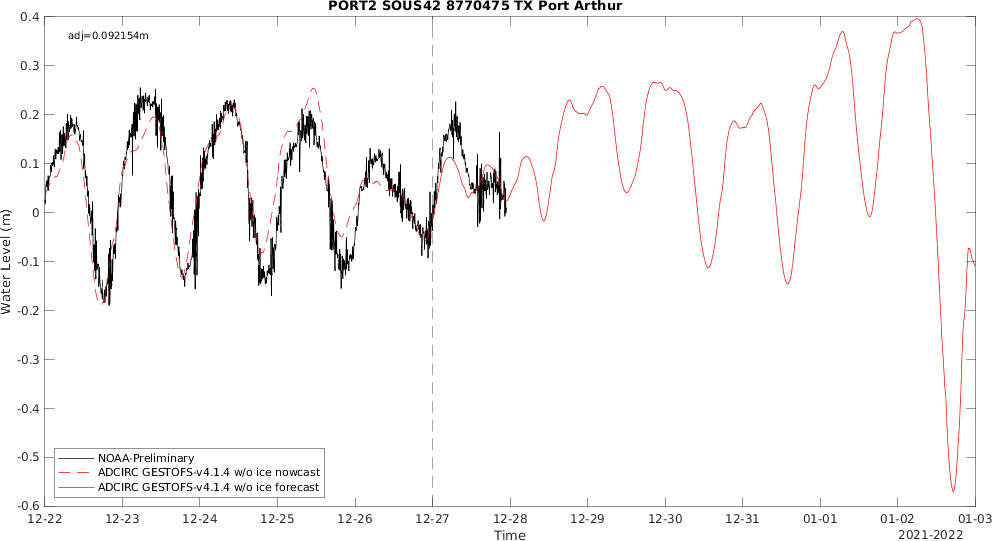 PORT2 SOUS42 8770475 TX Port Arthur
adj=0.092154m
0.4
0.3
0.2
0.1
0
-0.1
-0.2
-0.3
-0.4
-0.5
-0.6
Water Level (m)
NOAA-Preliminary
ADCIRC GESTOFS-v4.1.4 w/o ice nowcast
ADCIRC GESTOFS-v4.1.4 w/o ice forecast
12-22 12-23 12-24 12-25 12-26 12-27 12-28 12-29 12-30 12-31 01-01 01-02 01-03
Time
2021-2022